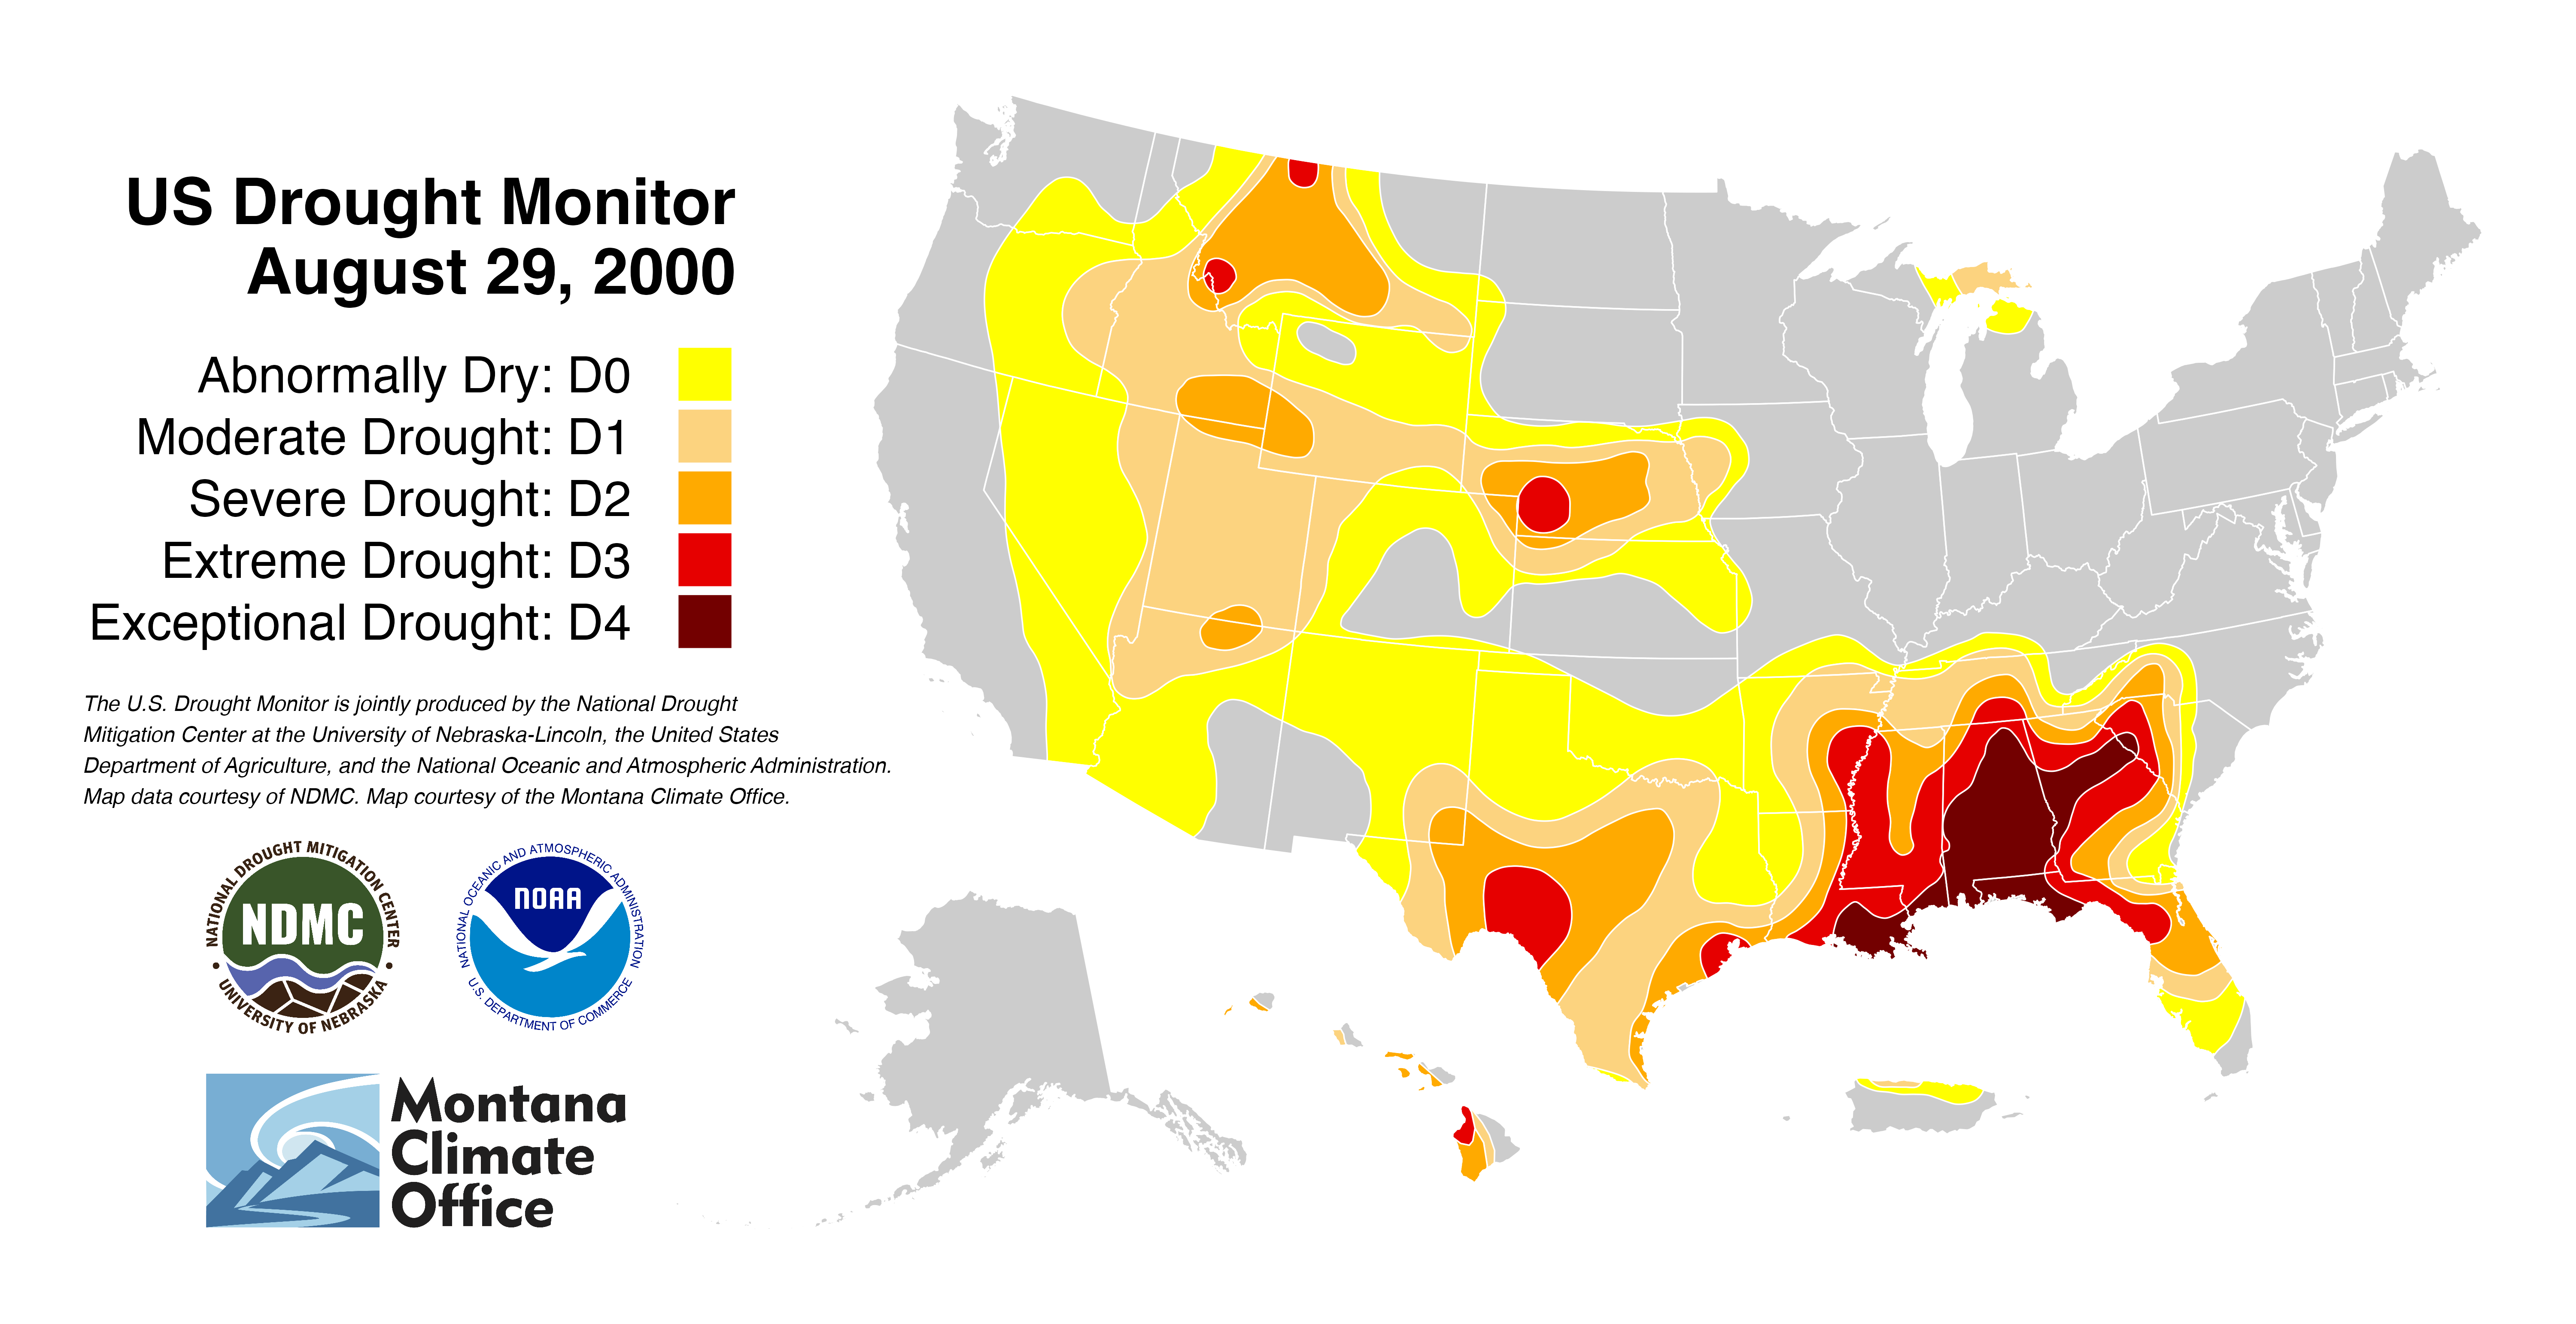 US Drought Monitor
August 29, 2000
Abnormally Dry: D0
Moderate Drought: D1
Severe Drought: D2
Extreme Drought: D3
Exceptional Drought: D4
The U.S. Drought Monitor is jointly produced by the National Drought
Mitigation Center at the University of Nebraska-Lincoln, the United States
Department of Agriculture, and the National Oceanic and Atmospheric Administration.
Map data courtesy of NDMC. Map courtesy of the Montana Climate Office.
NATIONAL DROUGHT MITIGATION CENTER
NDMC
UNIVERSITY OF NEBRASKA
NATIONAL OCEANIC AND ATMOSPHERIC ADMINISTRATION
NOAA
U.S. DEPARTMENT OF COMMERCE
Montana
Climate
Office